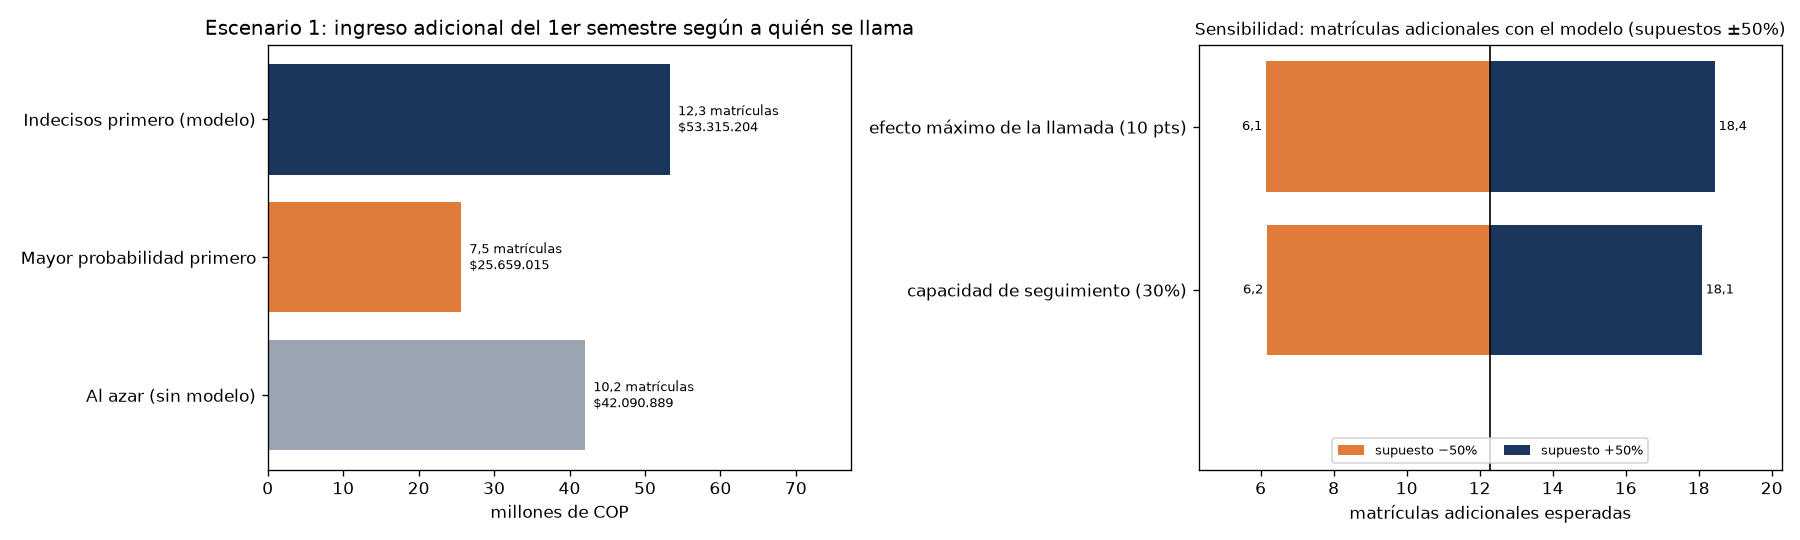 Escenario 1: ingreso adicional del 1er semestre según a quién se llama
Indecisos primero (modelo)
12,3 matrículas
$53.315.204
Mayor probabilidad primero
7,5 matrículas
$25.659.015
Al azar (sin modelo)
10,2 matrículas
$42.090.889
0 10 20 30 40 50 60 70
millones de COP
Sensibilidad: matrículas adicionales con el modelo (supuestos ±50%)
efecto máximo de la llamada (10 pts)
6,1
18,4
capacidad de seguimiento (30%)
6,2
18,1
supuesto −50%
supuesto +50%
6 8 10 12 14 16 18 20
matrículas adicionales esperadas